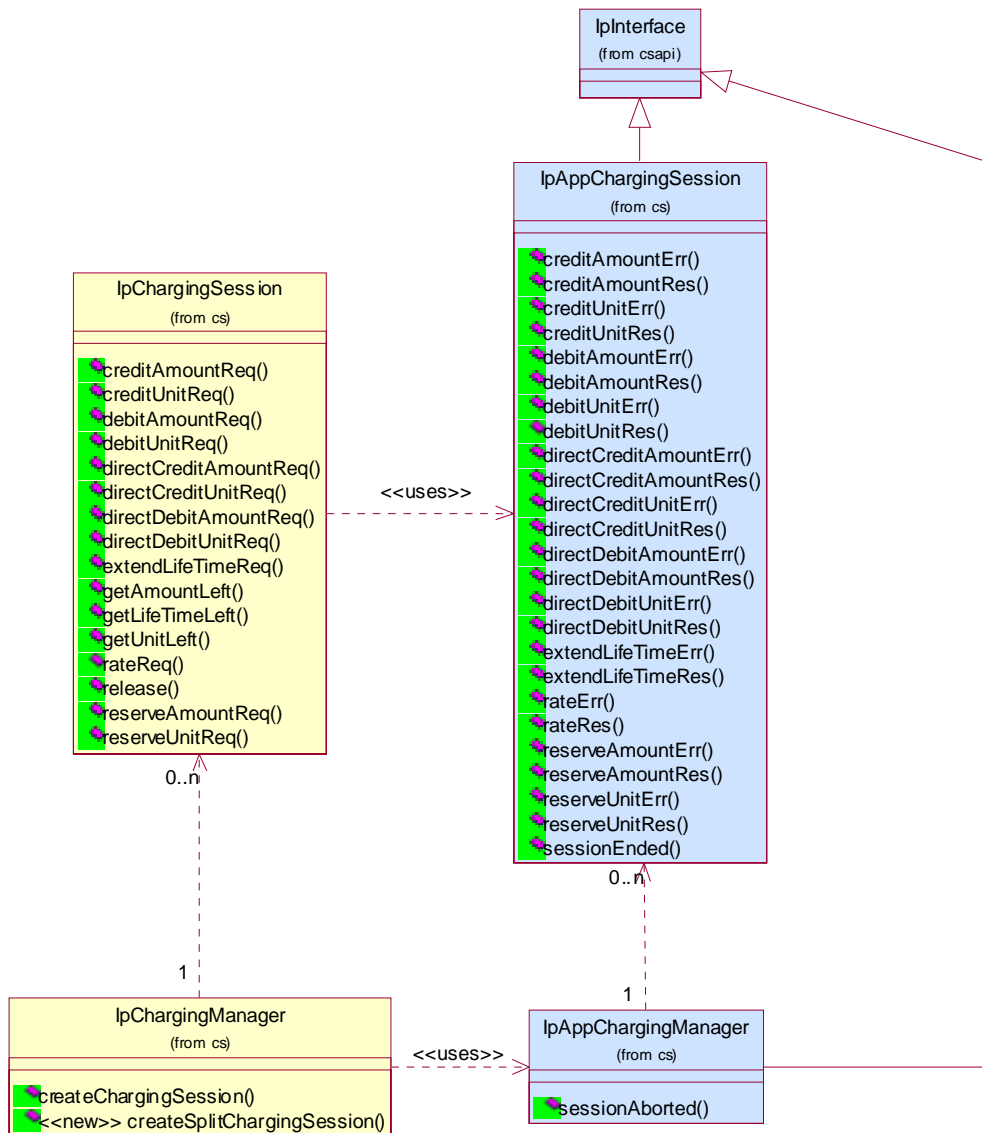 IpInterface
(from csapi)
IpAppChargingSession
(from cs)
creditAmountErr()
creditAmountRes()
creditUnitErr()
creditUnitRes()
debitAmountErr()
debitAmountRes()
debitUnitErr()
debitUnitRes()
directCreditAmountErr()
directCreditAmountRes()
directCreditUnitErr()
directCreditUnitRes()
directDebitAmountErr()
directDebitAmountRes()
directDebitUnitErr()
directDebitUnitRes()
extendLifeTimeErr()
extendLifeTimeRes()
rateErr()
rateRes()
reserveAmountErr()
reserveAmountRes()
reserveUnitErr()
reserveUnitRes()
sessionEnded()
IpChargingSession
(from cs)
creditAmountReq()
creditUnitReq()
debitAmountReq()
debitUnitReq()
directCreditAmountReq()
directCreditUnitReq()
directDebitAmountReq()
directDebitUnitReq()
extendLifeTimeReq()
getAmountLeft()
getLifeTimeLeft()
getUnitLeft()
rateReq()
release()
reserveAmountReq()
reserveUnitReq()
<<uses>>
0..n
0..n
1
1
IpChargingManager
(from cs)
createChargingSession()
<<new>> createSplitChargingSession()
<<uses>>
IpAppChargingManager
(from cs)
sessionAborted()